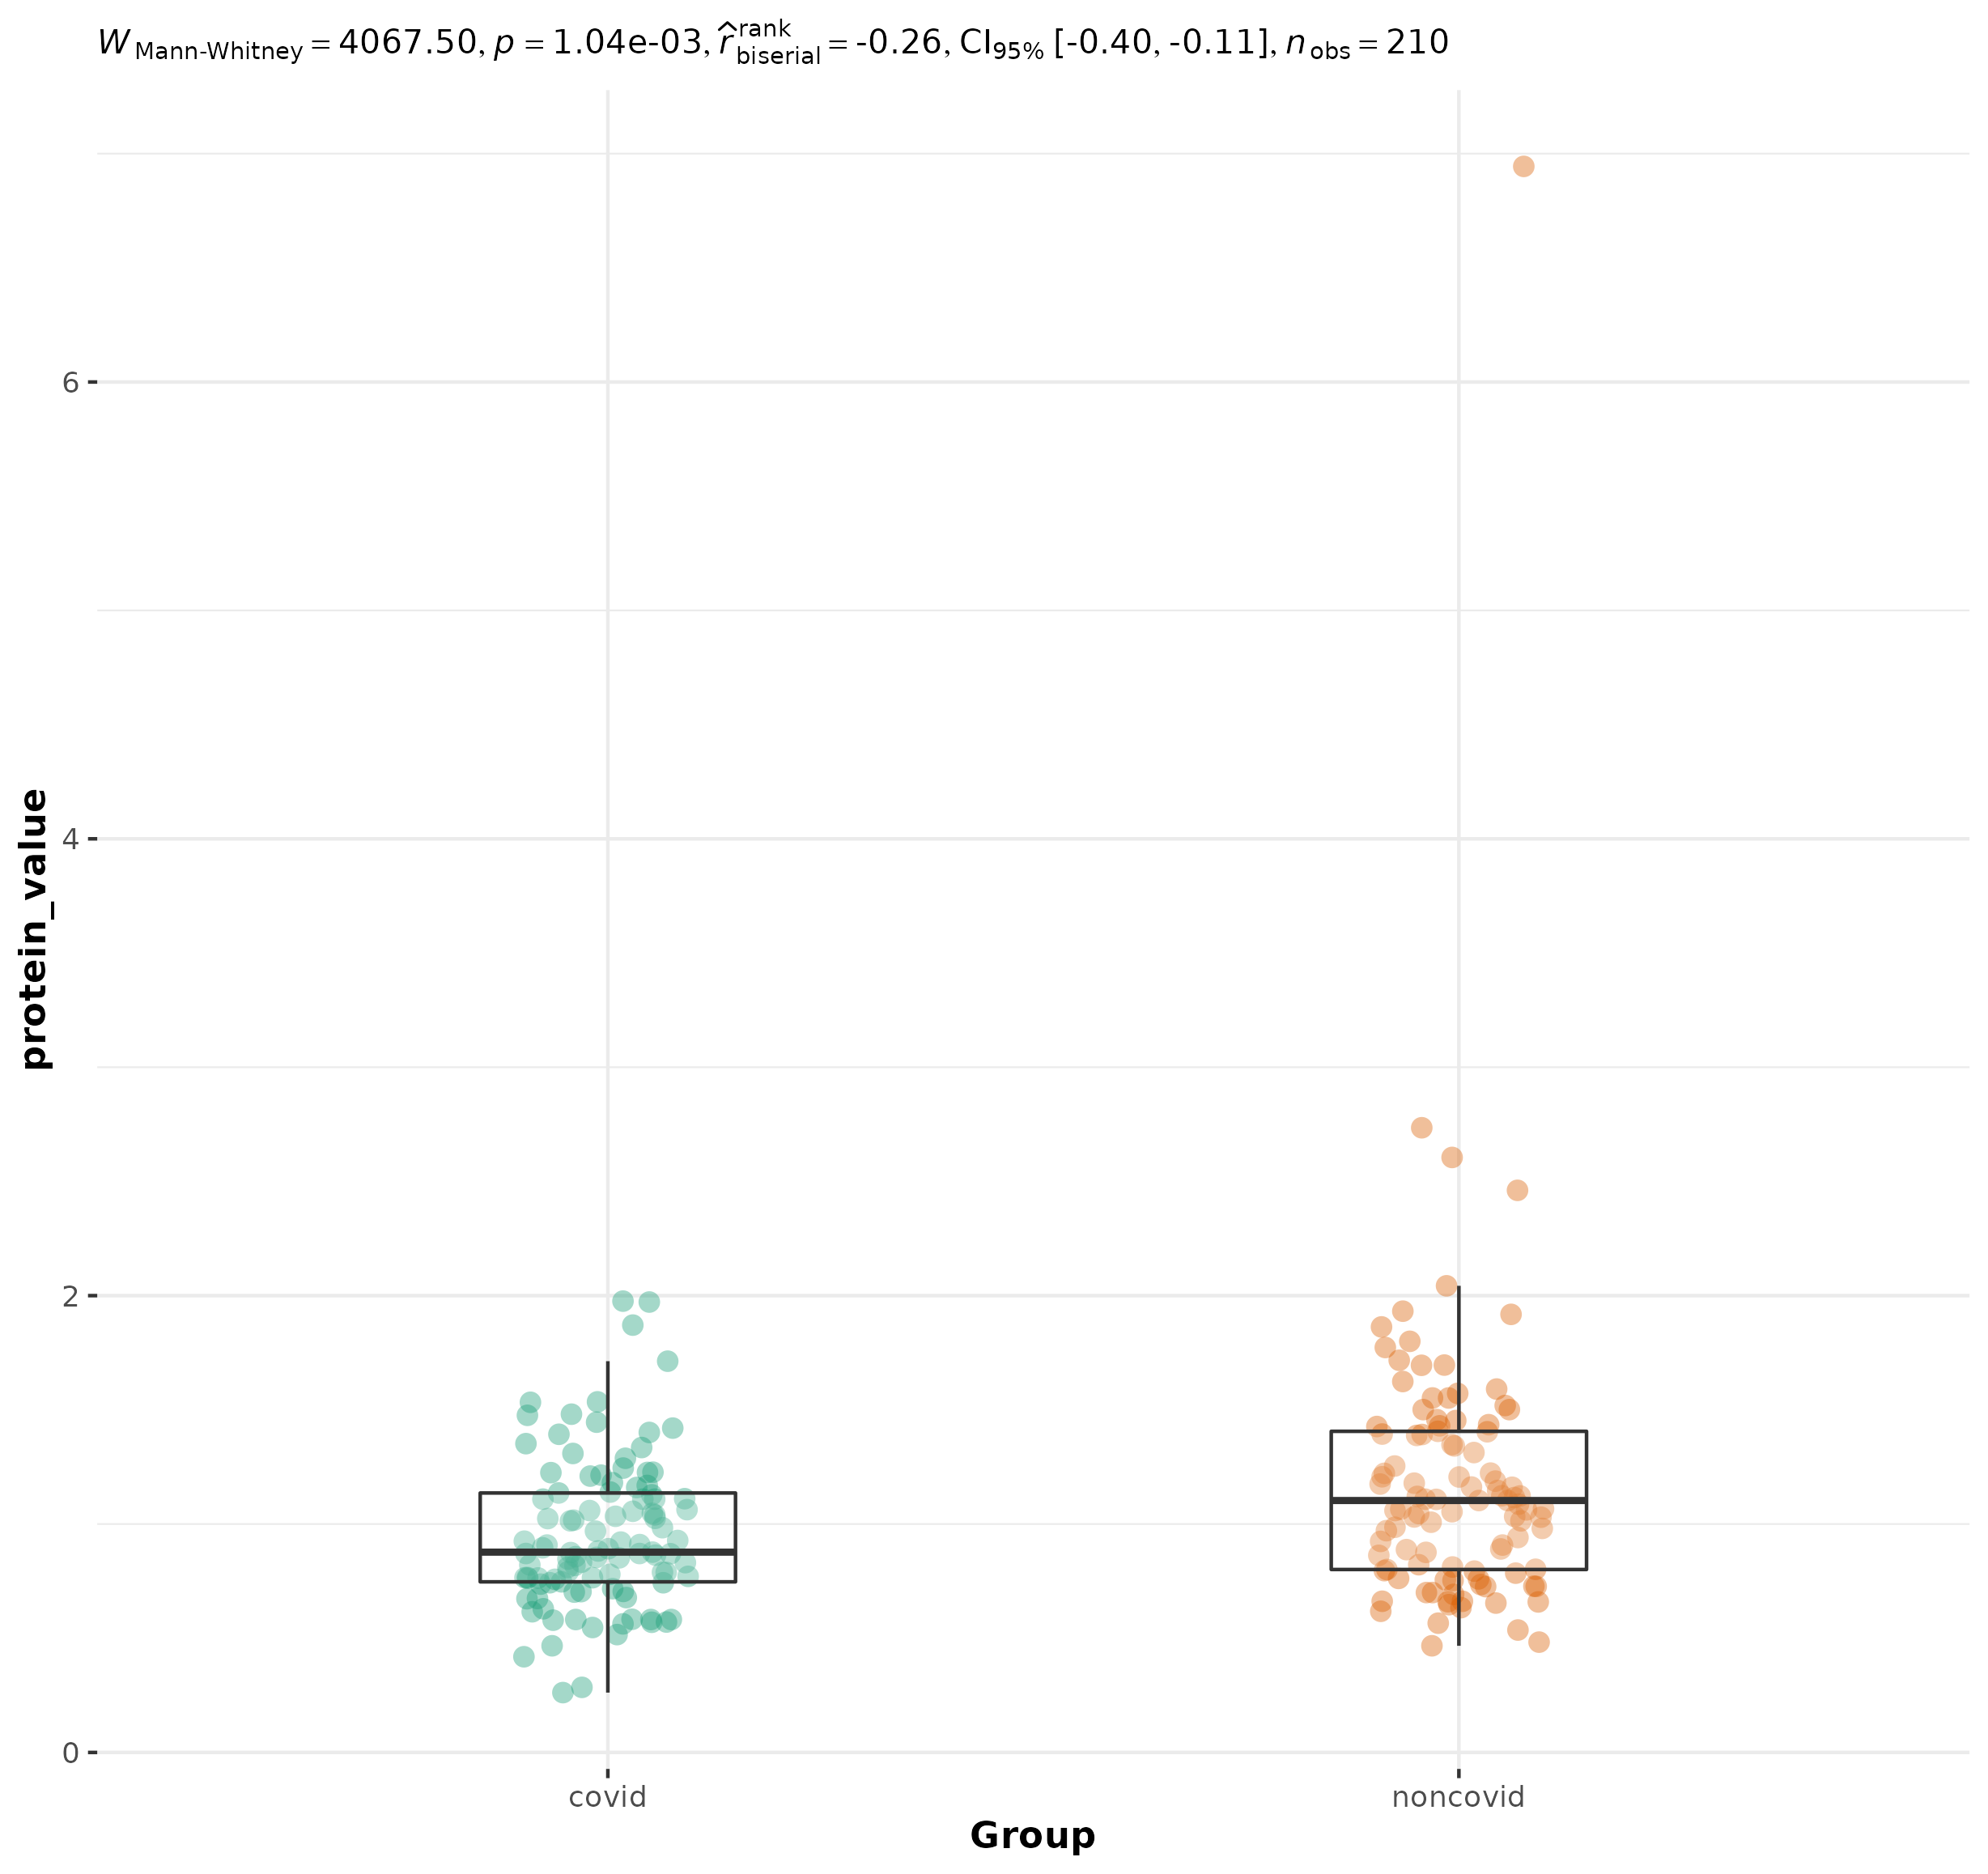 W Mann-Whitney = 4067.50, p = 1.04e-03, r̂ rank biserial = -0.26, CI95% [-0.40, -0.11], n obs = 210
6
4
2
0
protein_value
covid noncovid
Group